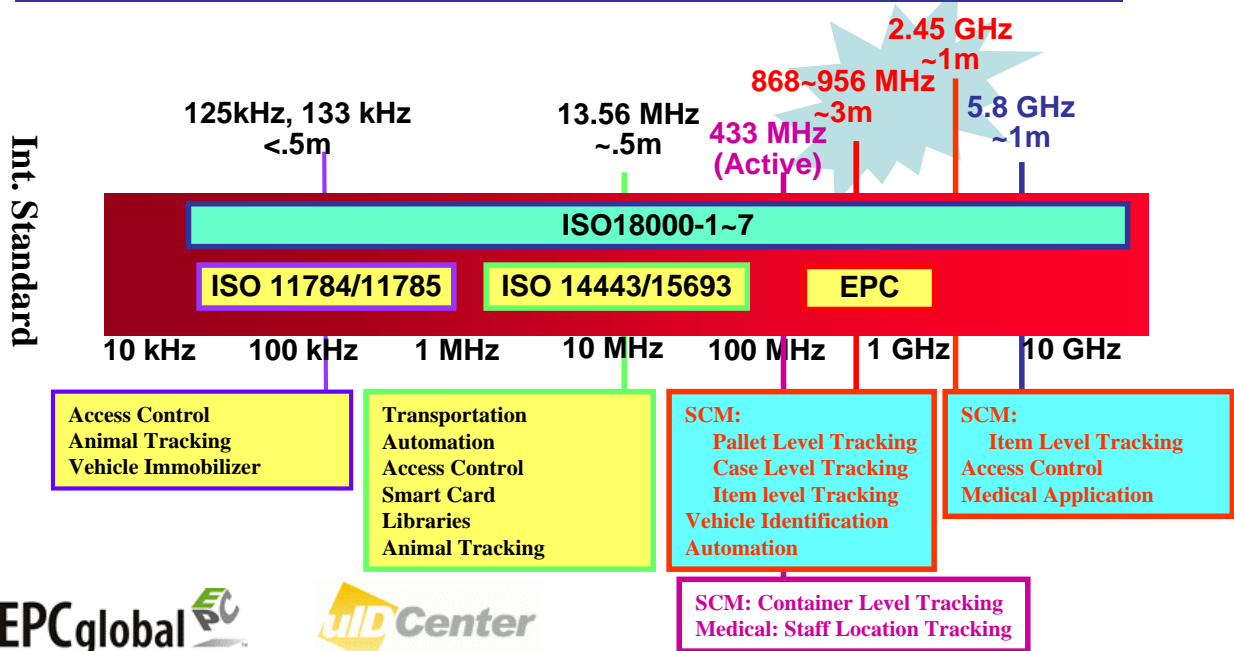 2.45 GHz
~1m
868~956 MHz
~3m
125kHz, 133 kHz
<.5m
13.56 MHz
~.5m
433 MHz
(Active)
5.8 GHz
~1m
Int. Standard
ISO18000-1~7
ISO 11784/11785
ISO 14443/15693
EPC
10 kHz 100 kHz 1 MHz 10 MHz 100 MHz 1 GHz 10 GHz
Access Control
Animal Tracking
Vehicle Immobilizer
Transportation
Automation
Access Control
Smart Card
Libraries
Animal Tracking
SCM:
Pallet Level Tracking
Case Level Tracking
Item level Tracking
Vehicle Identification
Automation
SCM:
Item Level Tracking
Access Control
Medical Application
SCM: Container Level Tracking
Medical: Staff Location Tracking
EPCglobal
EPC
uID Center